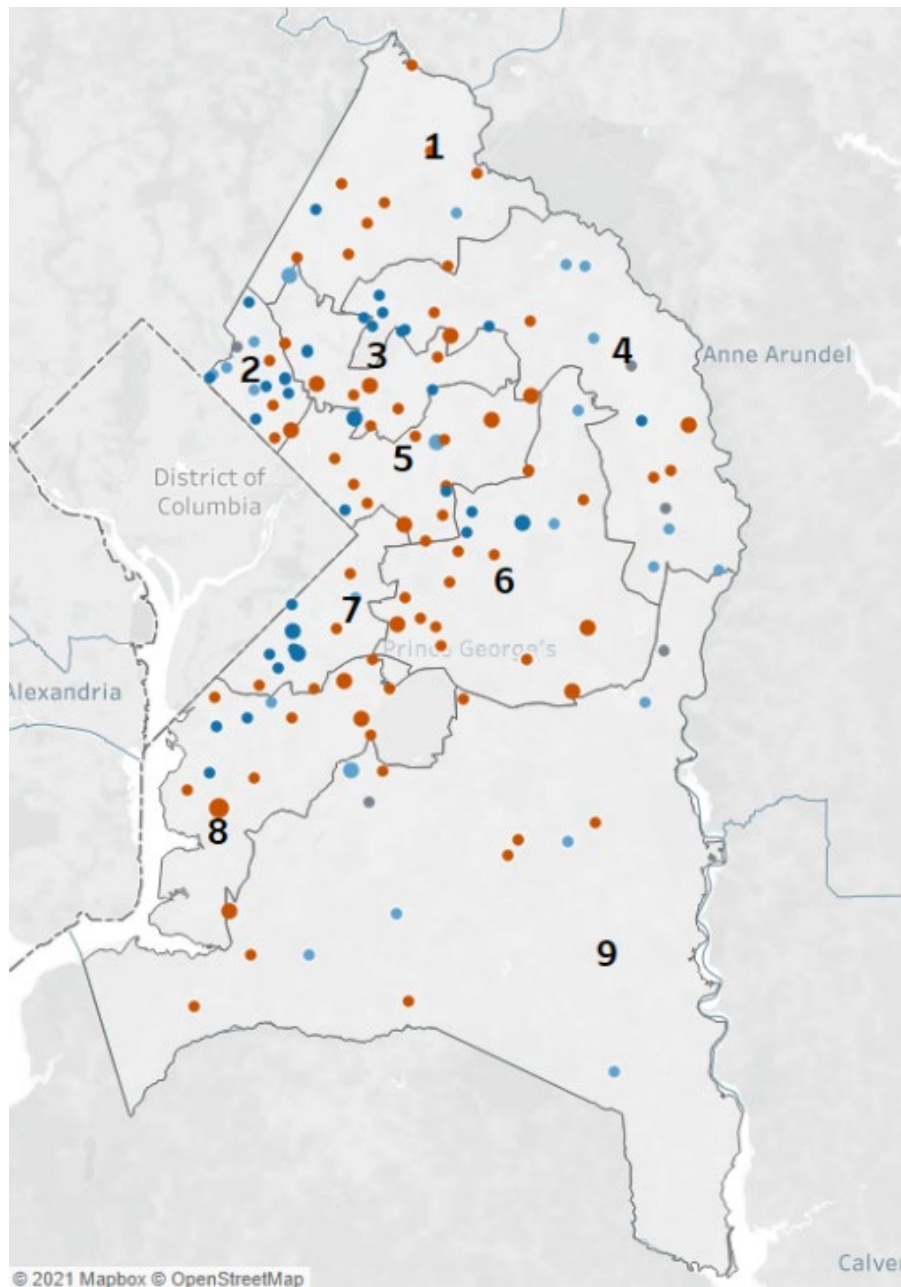 1
4
Anne Arundel
3
2
5
District of
Columbia
6
7
Prince George's
Alexandria
8
9
Calver
© 2021 Mapbox © OpenStreetMap